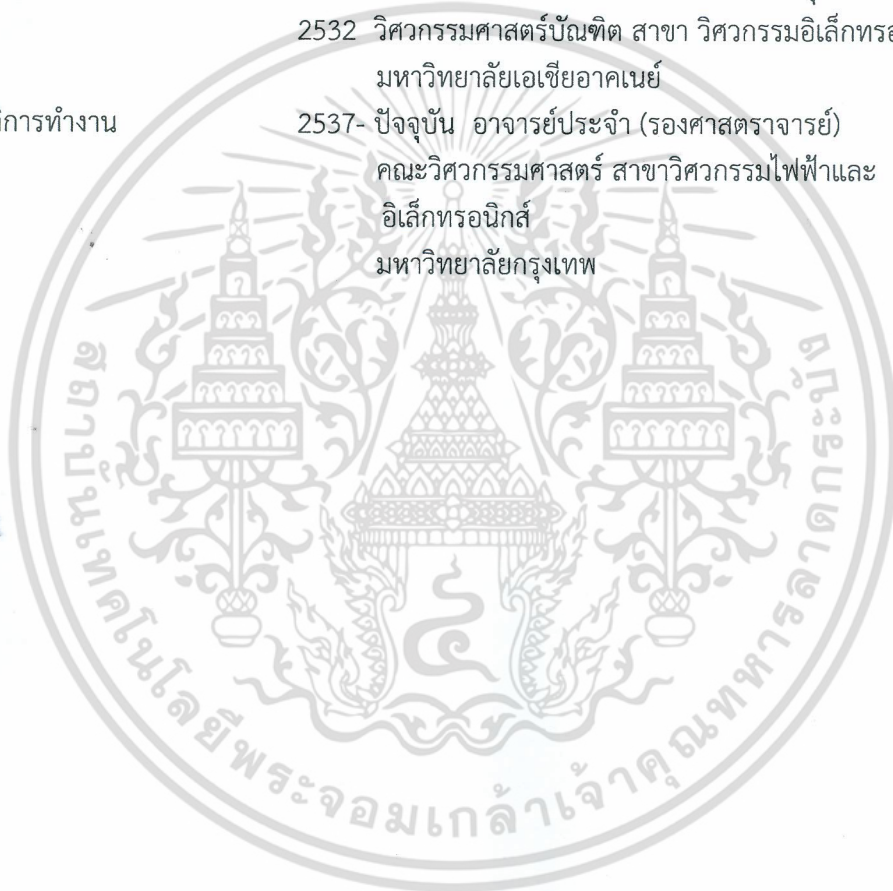 2532 วิศวกรรมศาสตร์บัณฑิต สาขา วิศวกรรมอิเล็กทรอ
มหาวิทยาลัยเอเชียอาคเนย์
การทำงาน 2537- ปัจจุบัน อาจารย์ประจำ (รองศาสตราจารย์)
คณะวิศวกรรมศาสตร์ สาขาวิศวกรรมไฟฟ้าและ
อิเล็กทรอนิกส์
มหาวิทยาลัยกรุงเทพ
สถาบันเทคโนโลยีพระจอมเกล้าเจ้าคุณทหารลาดกระบัง